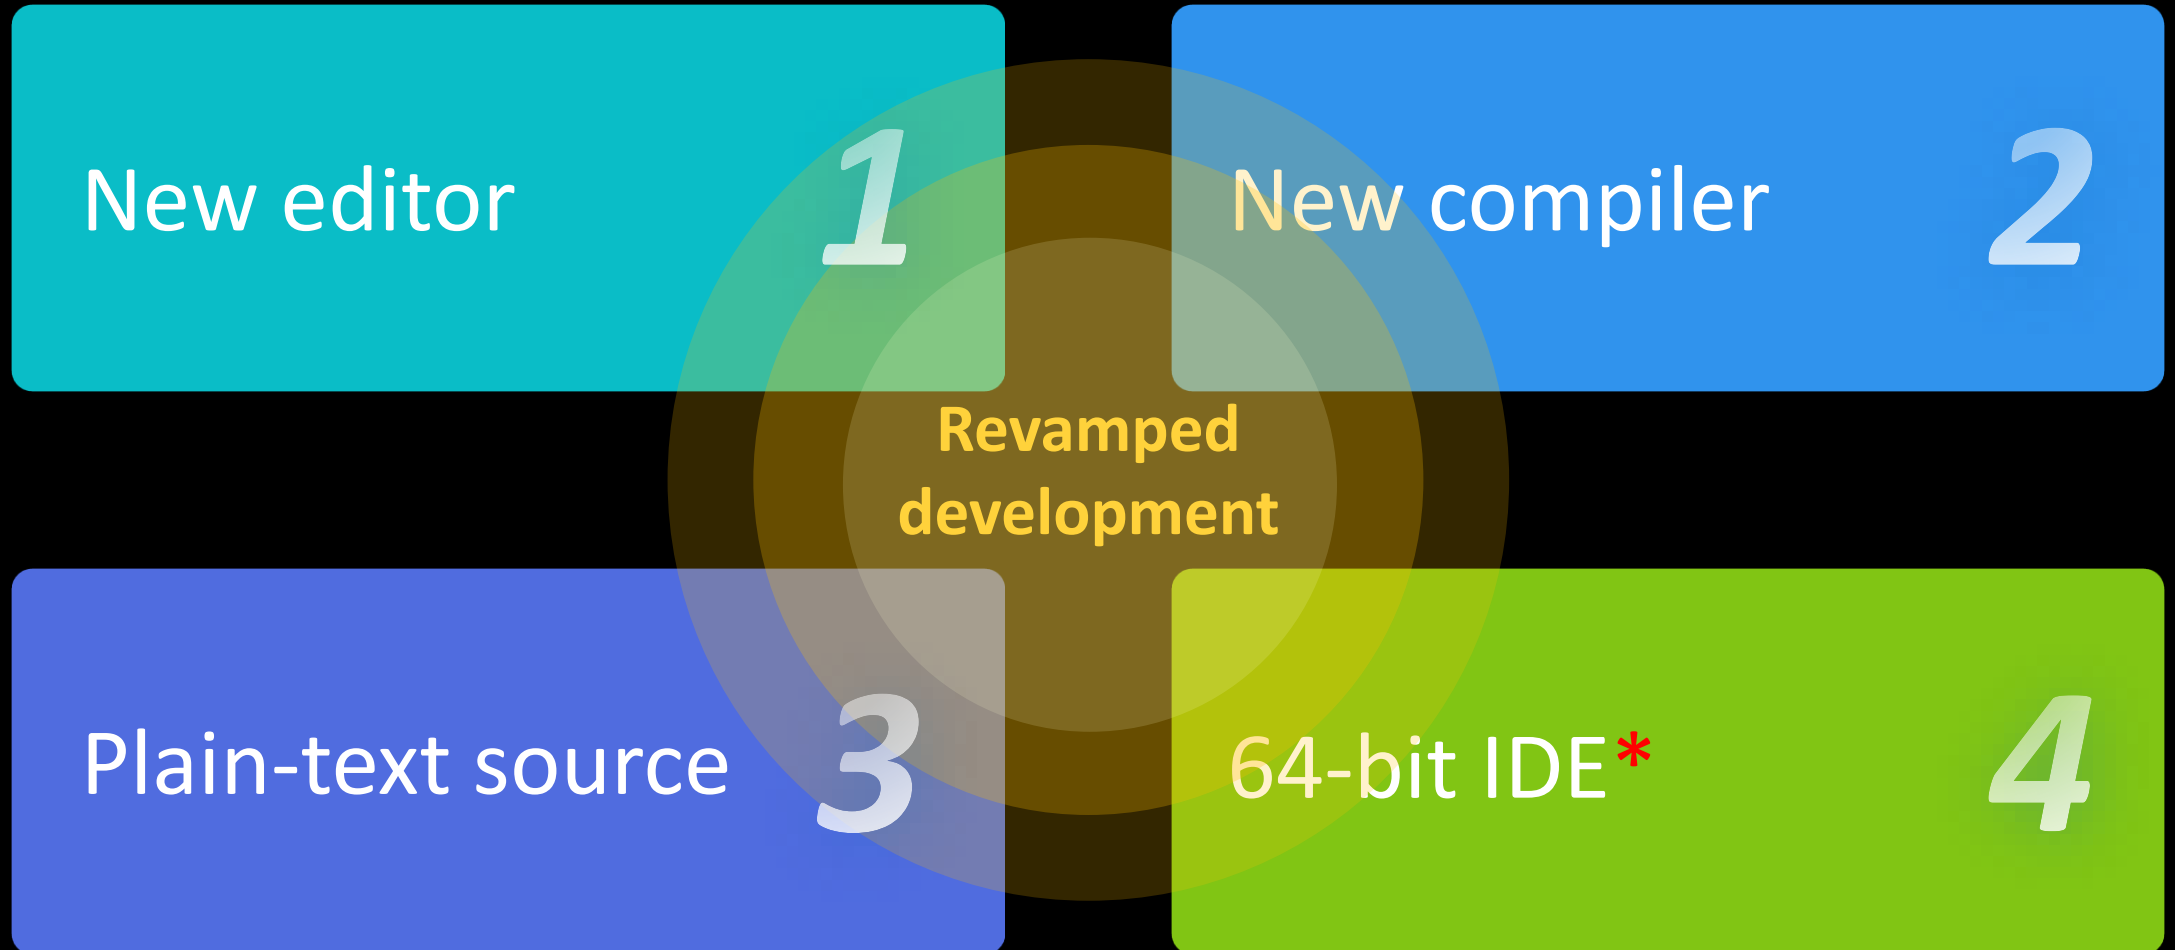 New editor 1
New compiler 2
Revamped
development
Plain-text source 3
64-bit IDE* 4